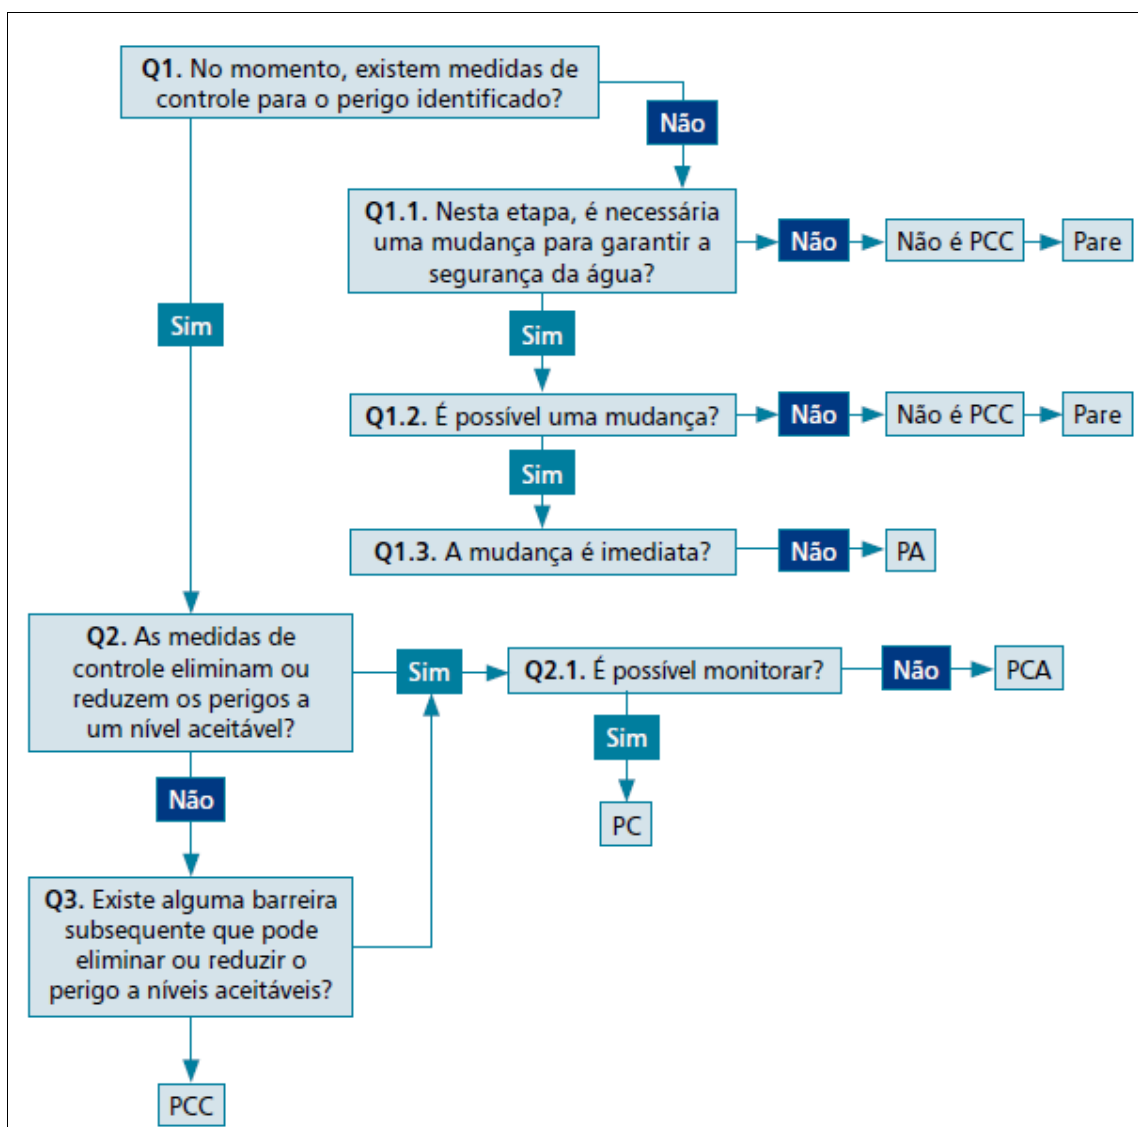 Q1. No momento, existem medidas de
controle para o perigo identificado?
Não
Q1.1. Nesta etapa, é necessária
uma mudança para garantir a
segurança da água?
Não
Não é PCC
Pare
Sim
Sim
Q1.2. É possível uma mudança?
Não
Não é PCC
Pare
Sim
Q1.3. A mudança é imediata?
Não
PA
Q2. As medidas de
controle eliminam ou
reduzem os perigos a
um nível aceitável?
Sim
Q2.1. É possível monitorar?
Não
PCA
Sim
PC
Não
Q3. Existe alguma barreira
subsequente que pode
eliminar ou reduzir o
perigo a níveis aceitáveis?
PCC